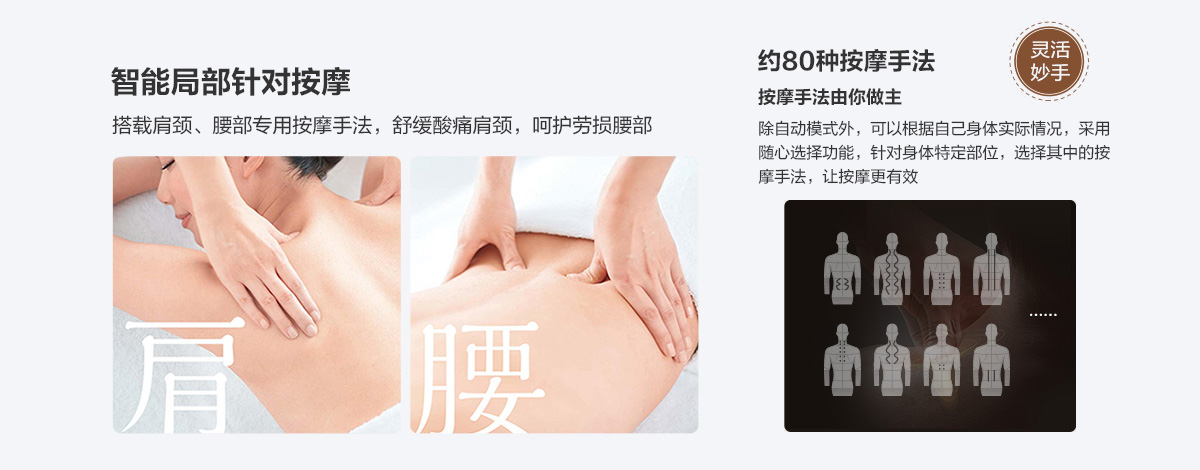 智能局部针对按摩
搭载肩颈、腰部专用按摩手法，舒缓酸痛肩颈，呵护劳损腰部
肩
腰
约80种按摩手法
灵活
妙手
按摩手法由你做主
除自动模式外，可以根据自己身体实际情况，采用
随心选择功能，针对身体特定部位，选择其中的按
摩手法，让按摩更有效
......